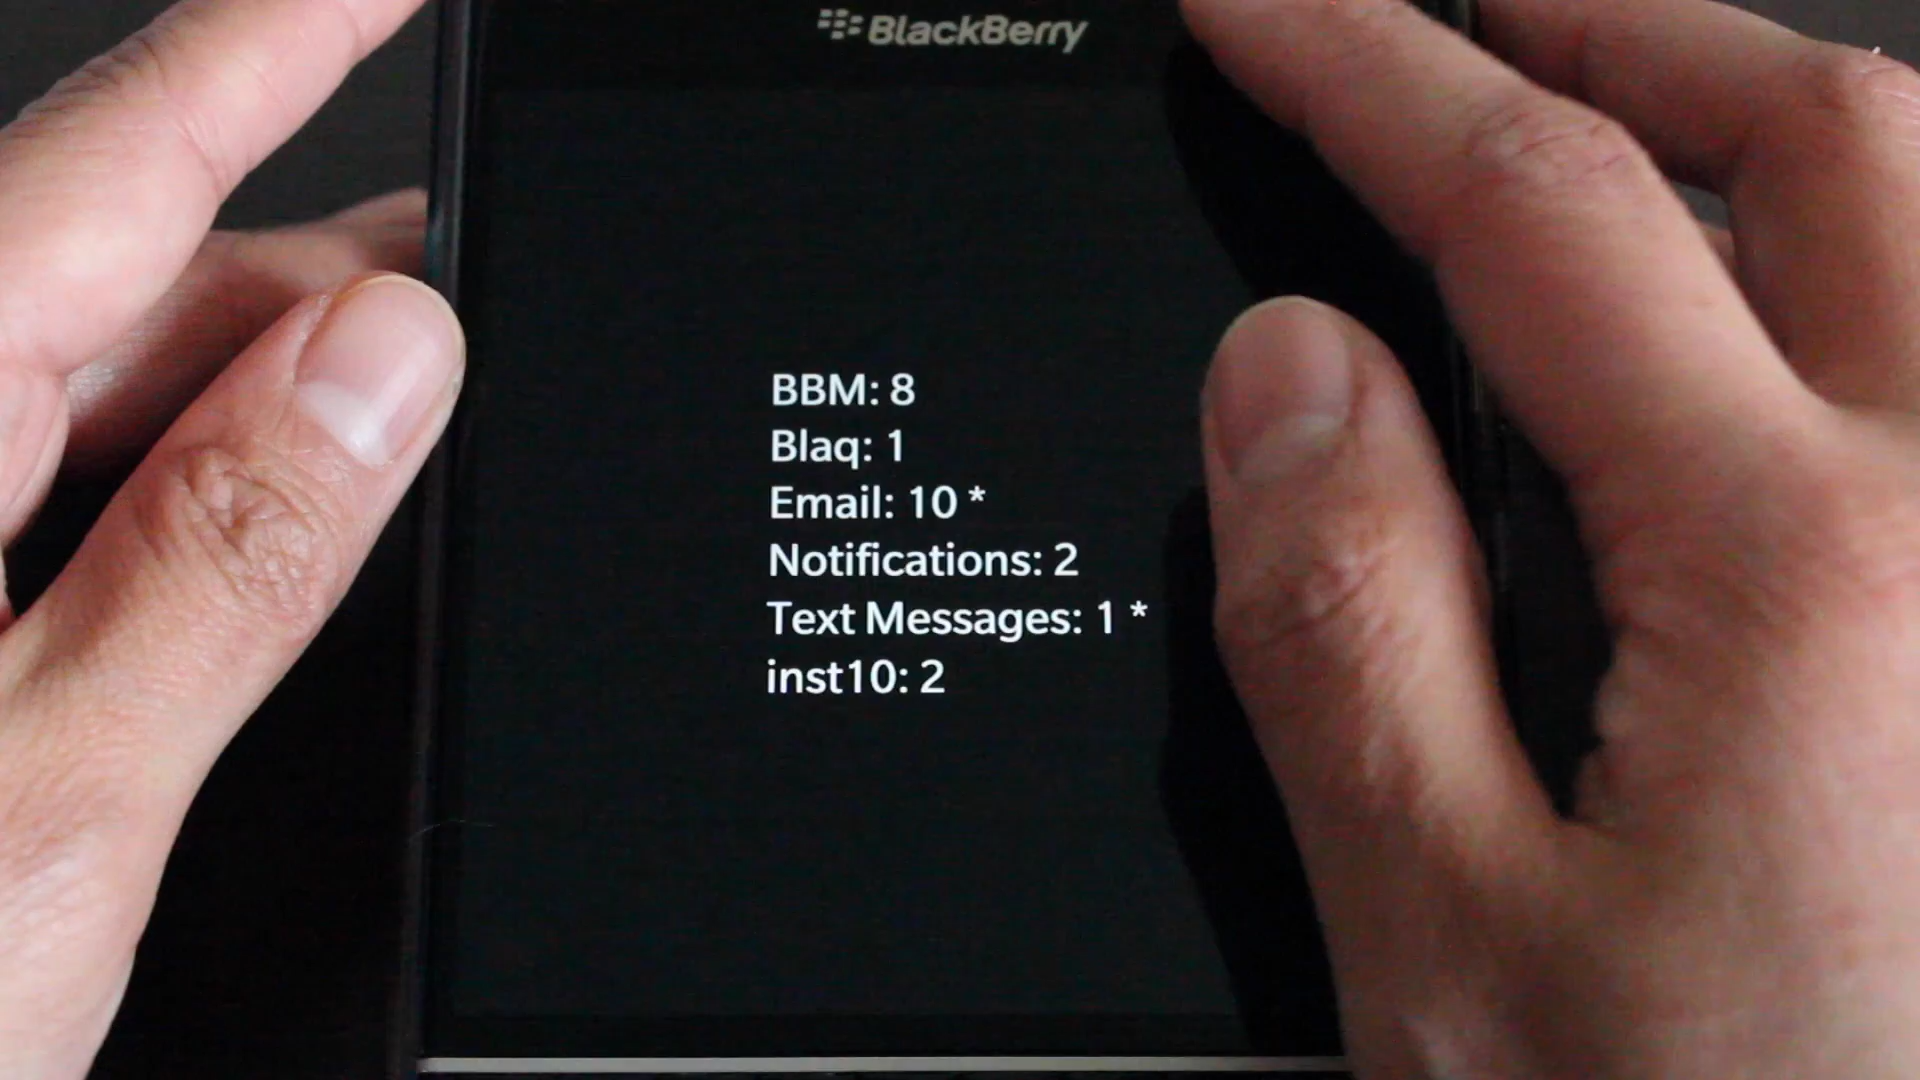 BlackBerry
BBM: 8
Blaq: 1
Email: 10 *
Notifications: 2
Text Messages: 1 *
inst10: 2